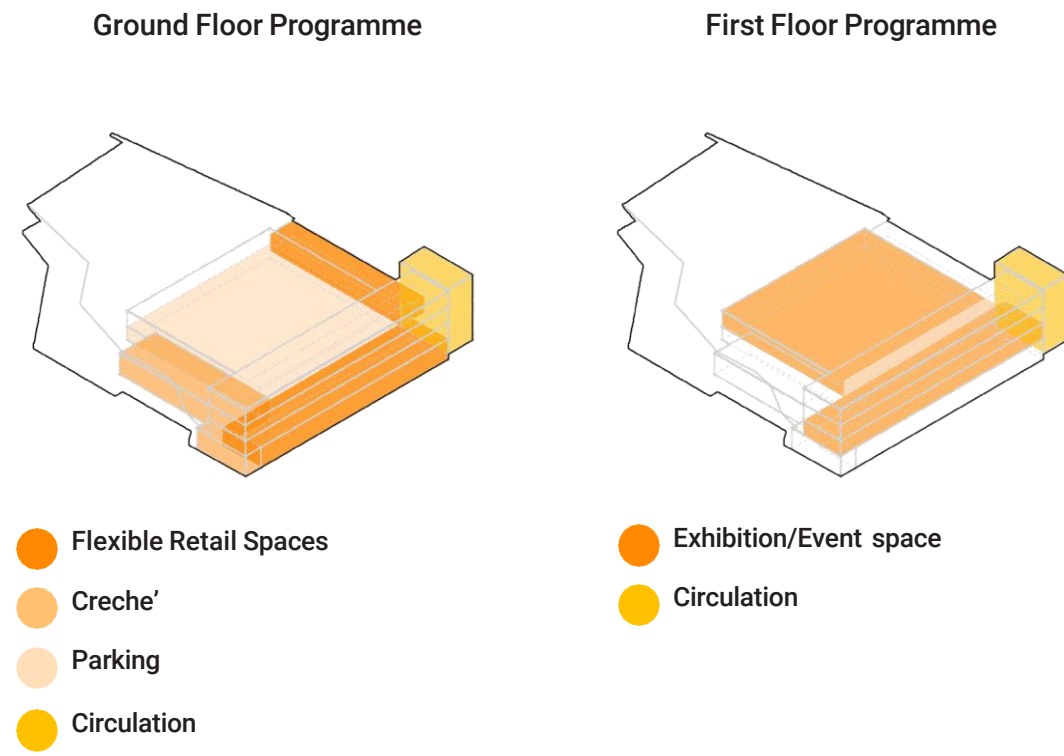 Ground Floor Programme
First Floor Programme
Flexible Retail Spaces
Creche’
Parking
Circulation
Exhibition/Event space
Circulation